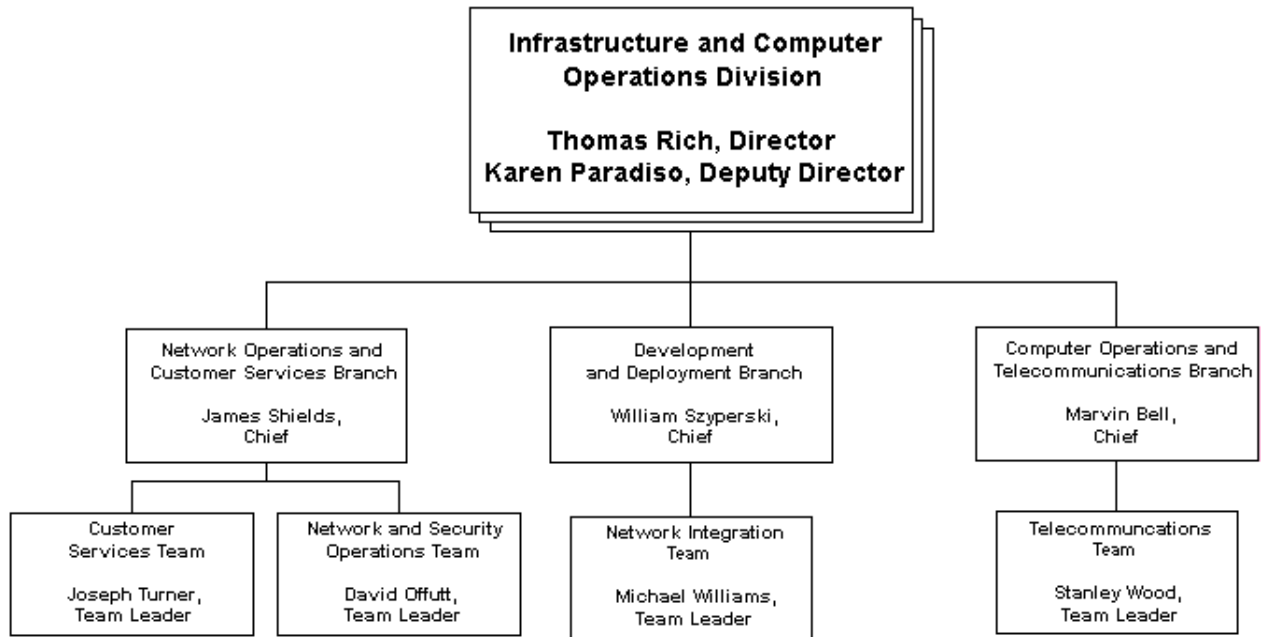 Infrastructure and Computer
Operations Division
Thomas Rich, Director
Karen Paradiso, Deputy Director
Network Operations and
Customer Services Branch
James Shields,
Chief
Development
and Deployment Branch
William Szyperski,
Chief
Computer Operations and
Telecommunications Branch
Marvin Bell,
Chief
Customer
Services Team
Joseph Turner,
Team Leader
Network and Security
Operations Team
David Offutt,
Team Leader
Network Integration
Team
Michael Williams,
Team Leader
Telecommuncations
Team
Stanley Wood,
Team Leader